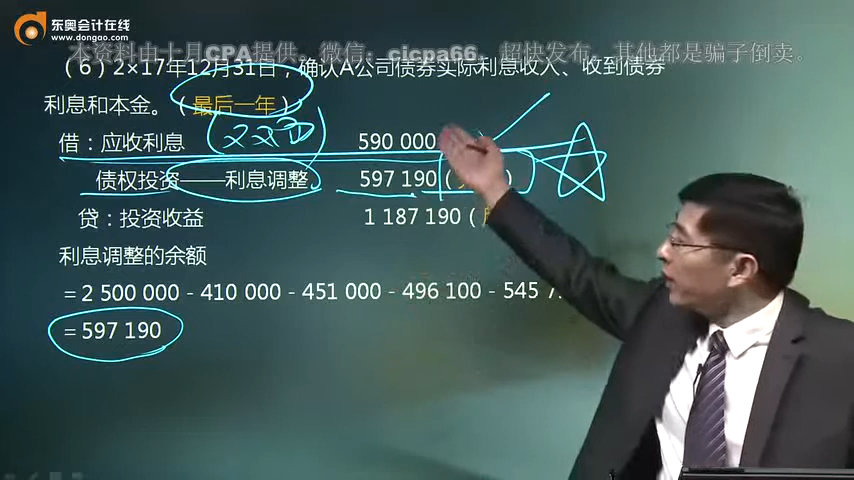 东奥会计在线
www.dongao.com
本资料由十月CPA提供。微信：cicpa66。超快发布。其他都是骗子倒卖。
（6）2×17年12月31日，确认A公司债券实际利息收入、收到债券
利息和本金。（最后一年）
借：应收利息 590 000
债权投资——利息调整 597 190（
贷：投资收益 1 187 190（
利息调整的余额
＝2 500 000－410 000－451 000－496 100－545 7
＝597 190